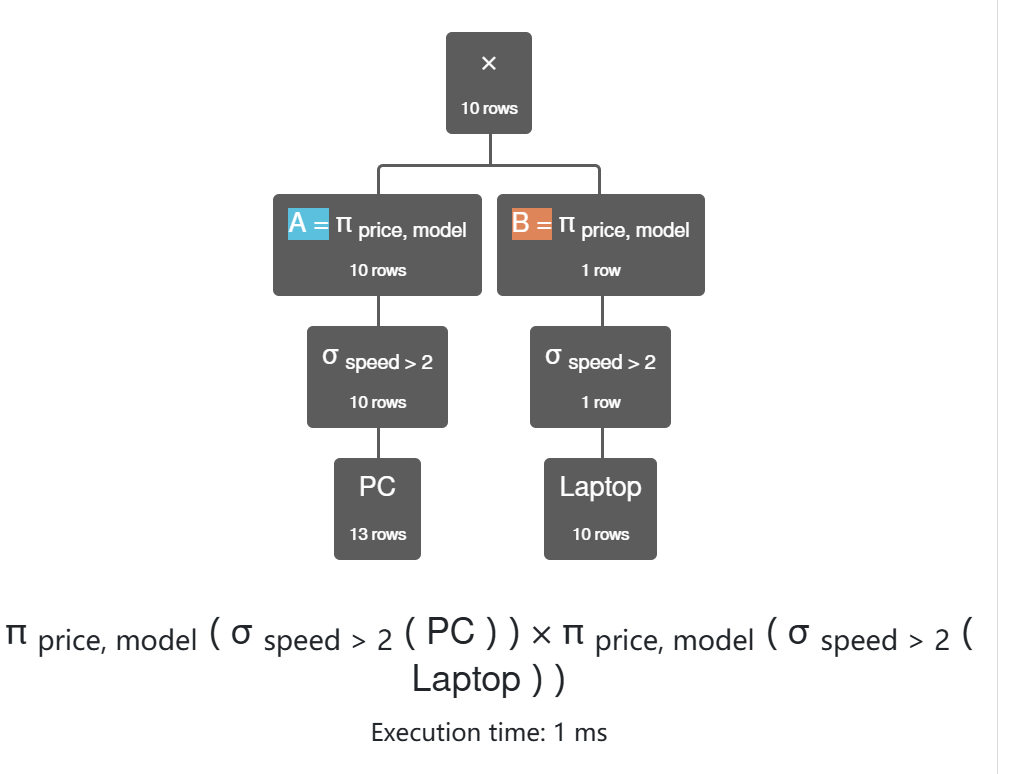 ×
10 rows
A = π price, model
10 rows
B = π price, model
1 row
σ speed > 2
10 rows
σ speed > 2
1 row
PC
13 rows
Laptop
10 rows
π price, model ( σ speed > 2 ( PC ) ) × π price, model ( σ speed > 2 (
Laptop ) )
Execution time: 1 ms